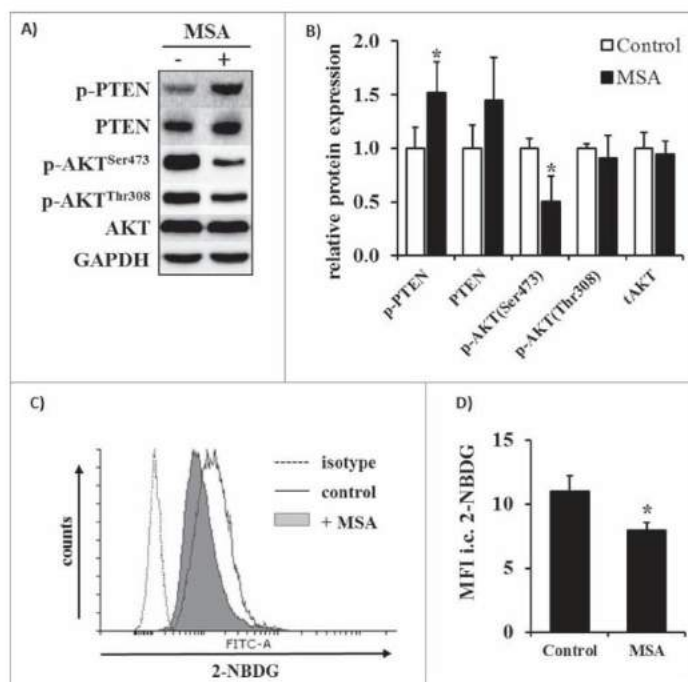 A)
MSA
- +
p-PTEN
PTEN
p-AKTSer473
p-AKTThr308
AKT
GAPDH
B)
relative protein expression
2.0
1.5
1.0
0.5
0.0
* *
Control
MSA
p-PTEN
PTEN
p-AKT(Ser473)
p-AKT(Thr308)
tAKT
C)
counts
isotype
control
+ MSA
FITC-A
2-NBDG
D)
MFI i.c. 2-NBDG
15
10
5
0
*
Control MSA